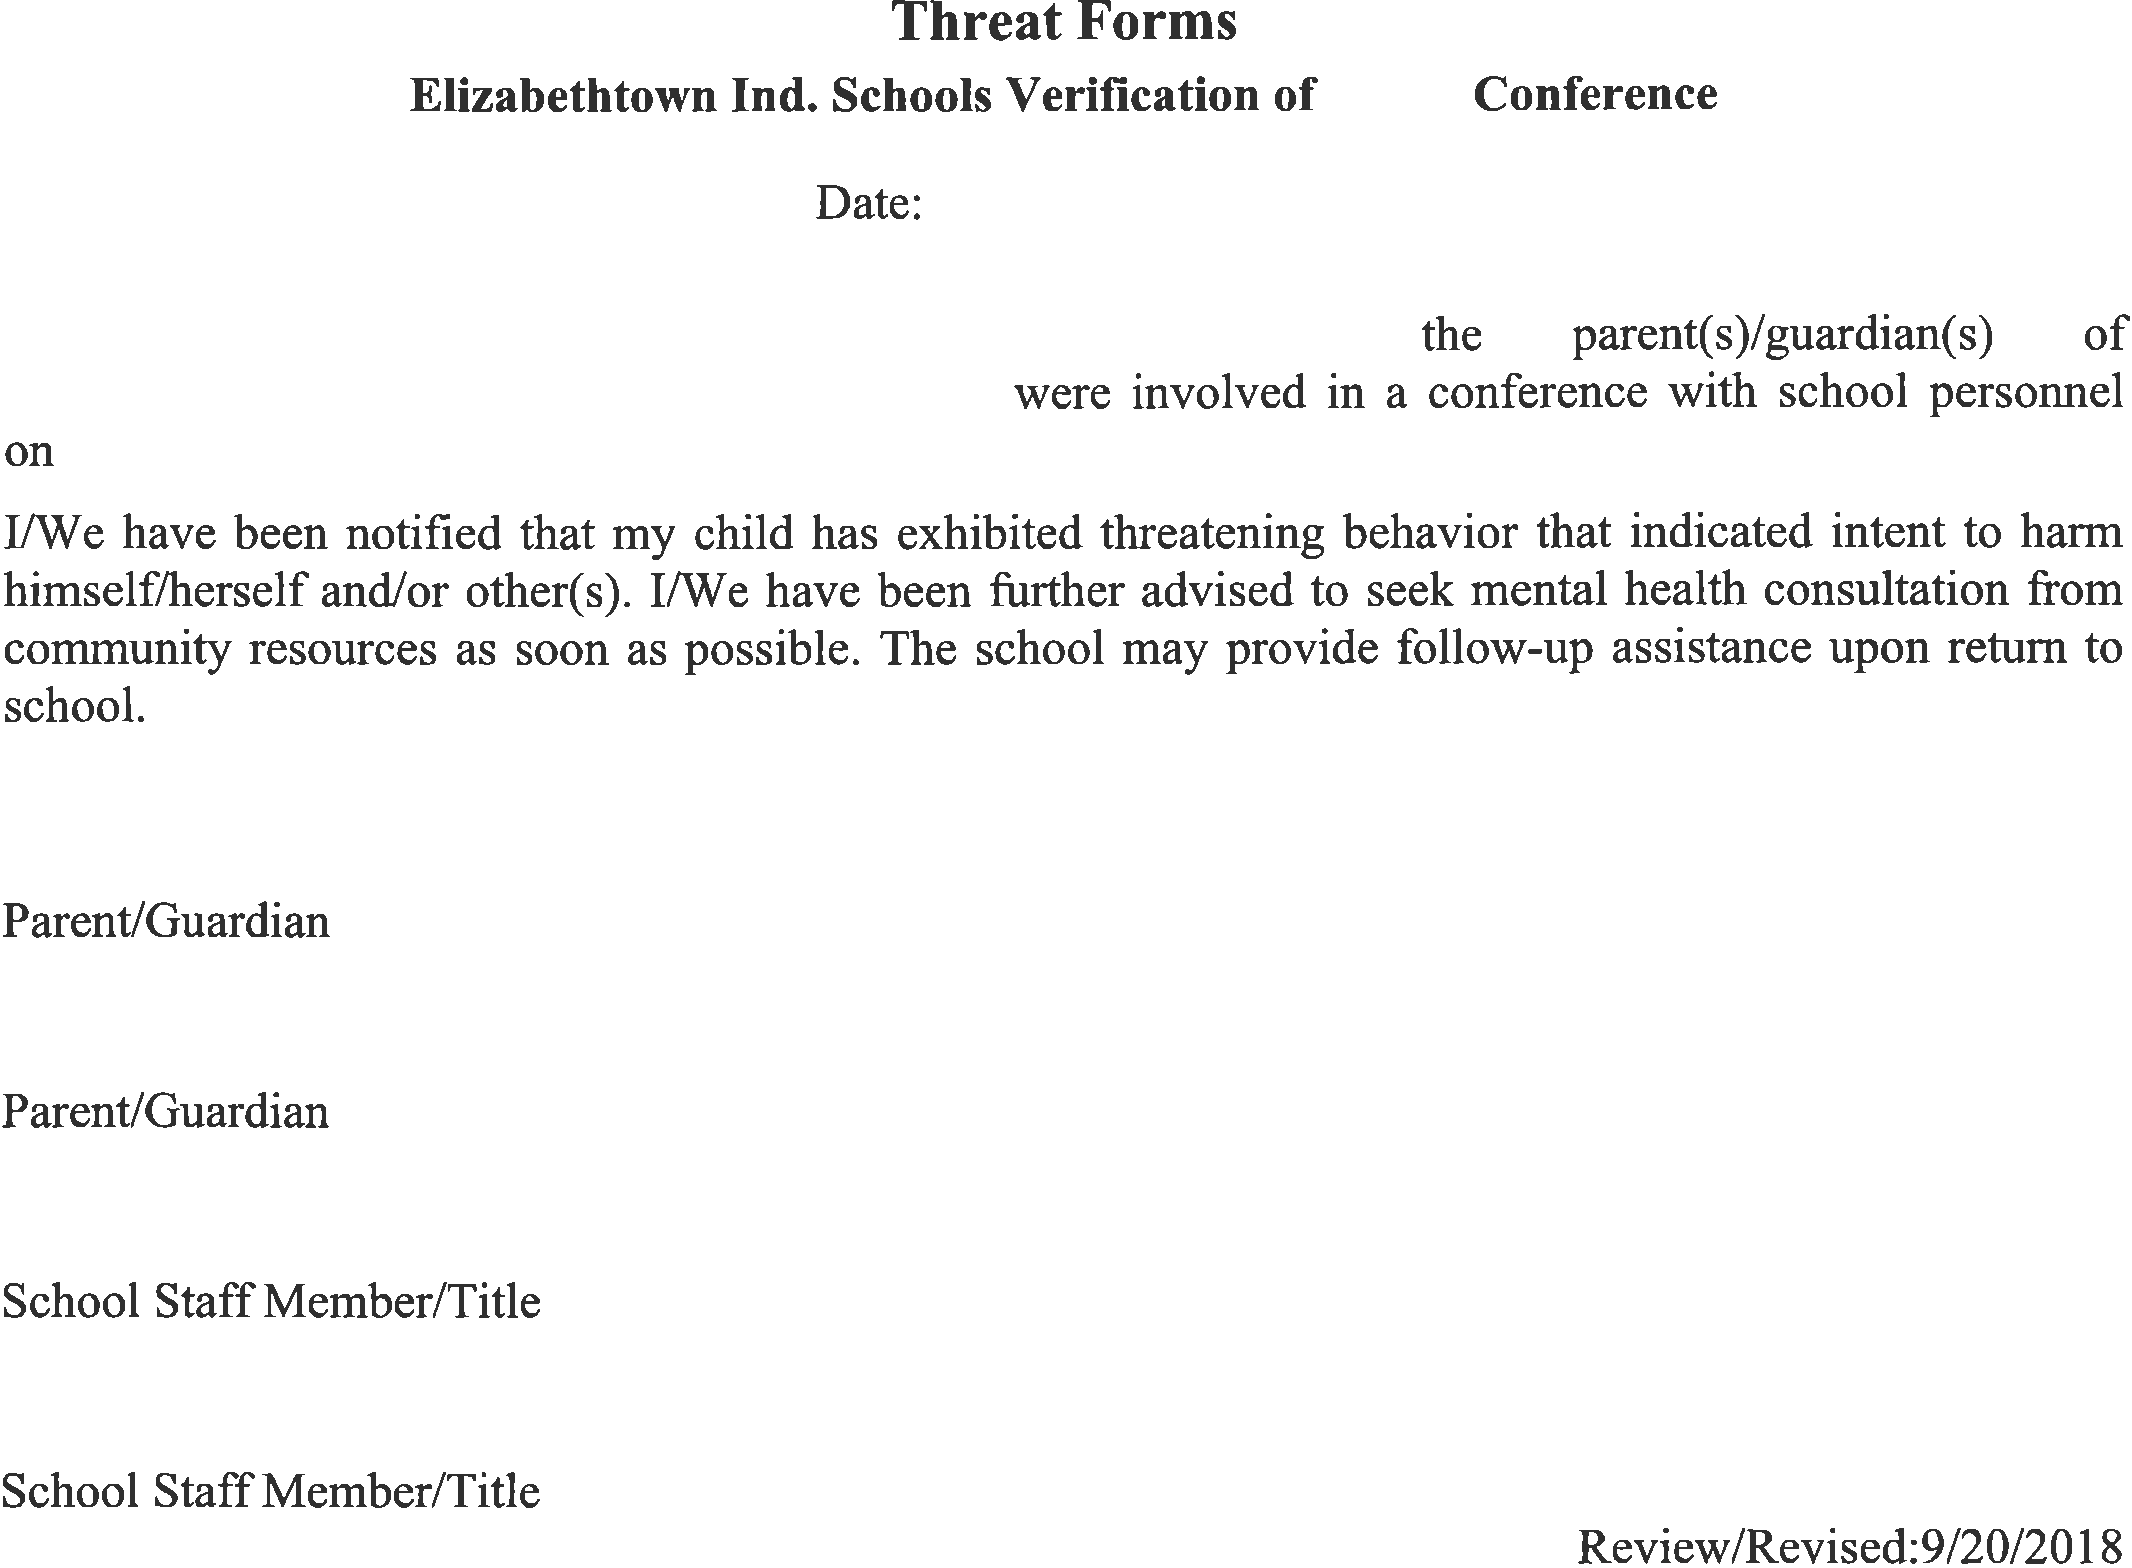 Threat Forms
Elizabethtown Ind. Schools Verification of Conference
Date:
the parent(s)/guardian(s) of
were involved in a conference with school personnel
on
I/We have been notified that my child has exhibited threatening behavior that indicated intent to harm
himself/herself and/or other(s). I/We have been further advised to seek mental health consultation from
community resources as soon as possible. The school may provide follow-up assistance upon return to
school.
Parent/Guardian
Parent/Guardian
School Staff Member/Title
School Staff Member/Title
Review/Revised:9/20/2018